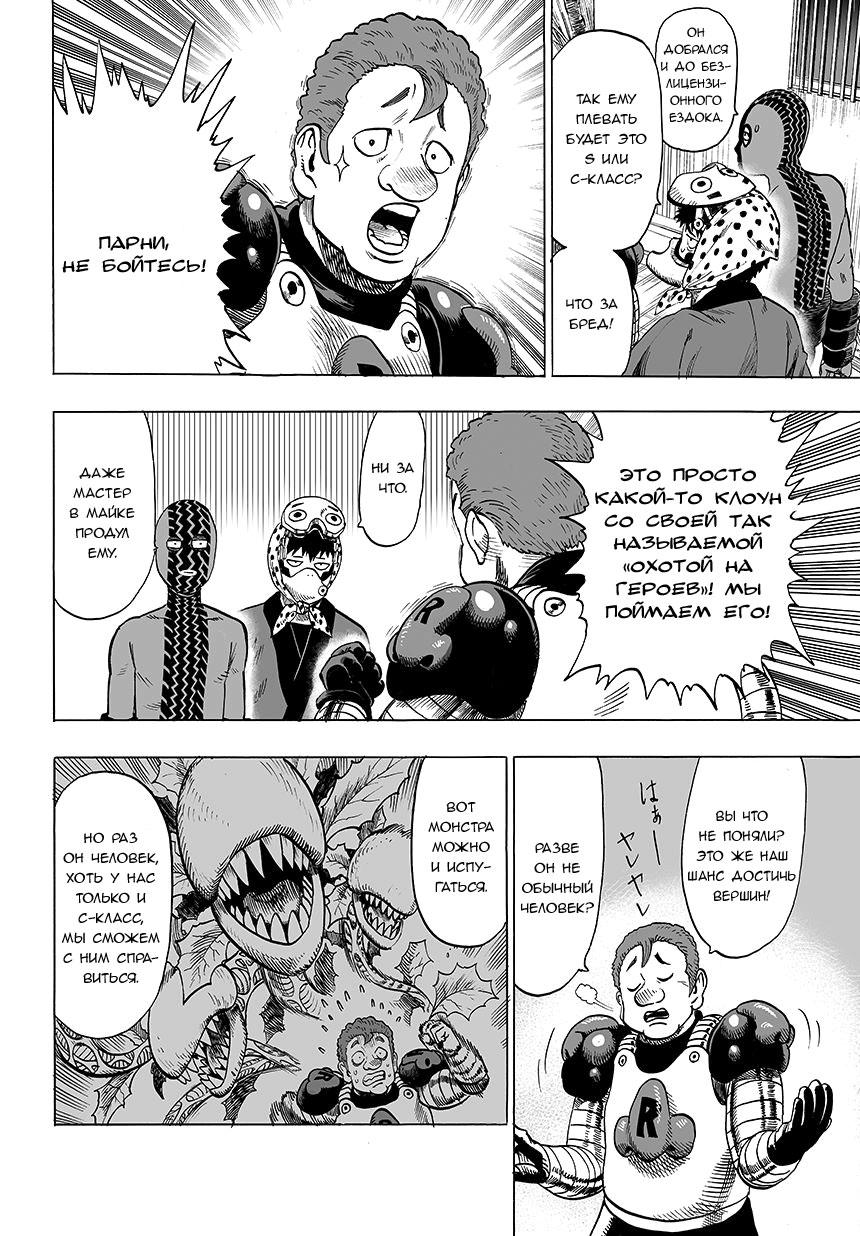 ОН
ДОБРАЛСЯ
И ДО БЕЗ-
ЛИЦЕНЗИ-
ОННОГО
ЕЗДОКА.
ТАК ЕМУ
ПЛЕВАТЬ
БУДЕТ ЭТО
S ИЛИ
С-КЛАСС?
ЧТО ЗА
БРЕД!
ПАРНИ,
НЕ БОЙТЕСЬ!
ЭТО ПРОСТО
КАКОЙ-ТО КЛОУН
СО СВОЕЙ ТАК
НАЗЫВАЕМОЙ
«ОХОТОЙ НА
ГЕРОЕВ»! МЫ
ПОЙМАЕМ ЕГО!
R
НИ ЗА
ЧТО.
ДАЖЕ
МАСТЕР
В МАЙКЕ
ПРОДУЛ
ЕМУ.
ВЫ ЧТО
НЕ ПОНЯЛИ?
ЭТО ЖЕ НАШ
ШАНС ДОСТИЧЬ
ВЕРШИН!
はぁー
ヤレヤレ
РАЗВЕ
ОН НЕ
ОБЫЧНЫЙ
ЧЕЛОВЕК?
R
ВОТ
МОНСТРА
МОЖНО
И ИСПУ-
ГАТЬСЯ.
НО РАЗ
ОН ЧЕЛОВЕК,
ХОТЬ У НАС
ТОЛЬКО И
С-КЛАСС,
МЫ СМОЖЕМ
С НИМ СПРА-
ВИТЬСЯ.